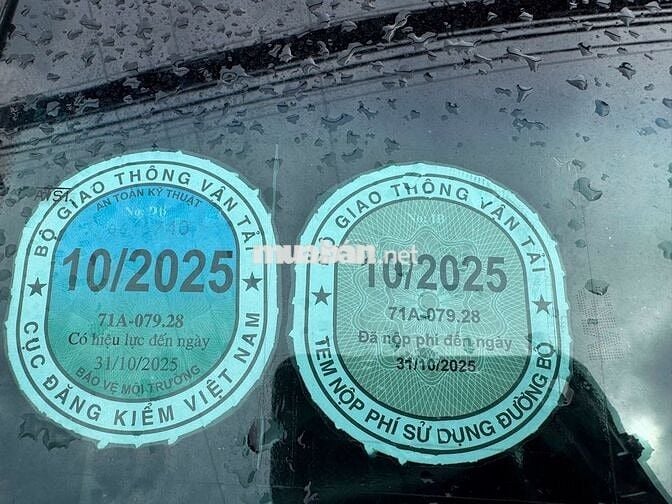 BỘ GIAO THÔNG VẬN TẢI
AN TOÀN KỸ THUẬT
10/2025
71A-079.28
Có hiệu lực đến ngày
31/10/2025
BẢO VỆ MÔI TRƯỜNG
CỤC ĐĂNG KIỂM VIỆT NAM
BỘ GIAO THÔNG VẬN TẢI
10/2025
71A-079.28
Đã nộp phí đến ngày
31/10/2025
TEM NỘP PHÍ SỬ DỤNG ĐƯỜNG BỘ
muaban.net